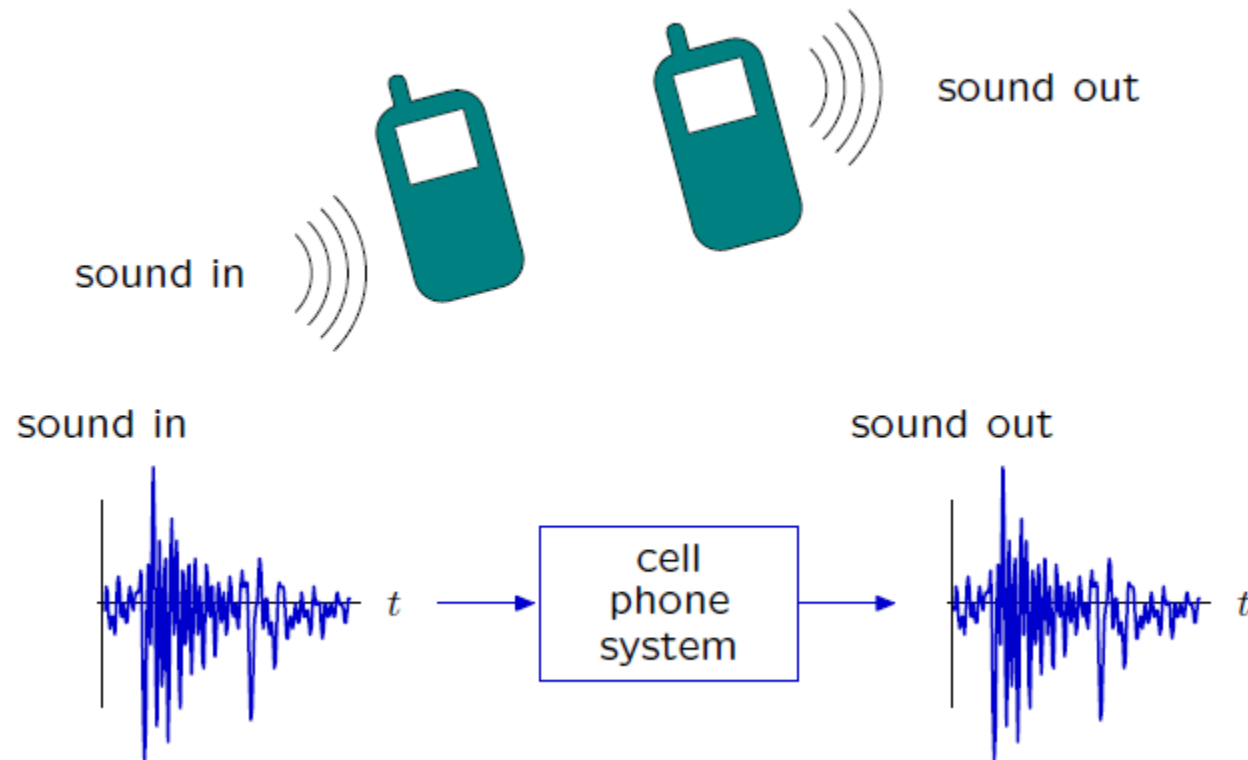 sound out
sound in
sound in
sound out
cell
phone
system
t
t